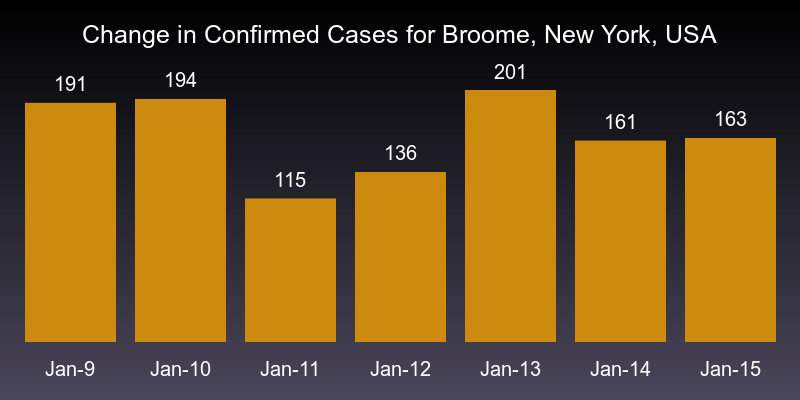 Change in Confirmed Cases for Broome, New York, USA
191
194
115
136
201
161
163
Jan-9
Jan-10
Jan-11
Jan-12
Jan-13
Jan-14
Jan-15